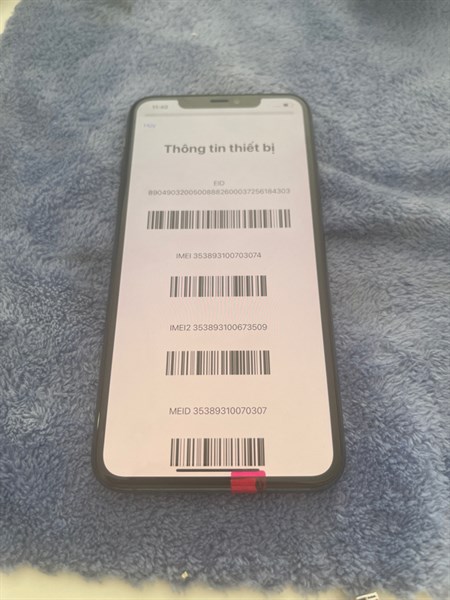 Thông tin thiết bị
EID
89049032005008882600037256184303
IMEI 353893100703074
IMEI2 353893100673509
MEID 35389310070307